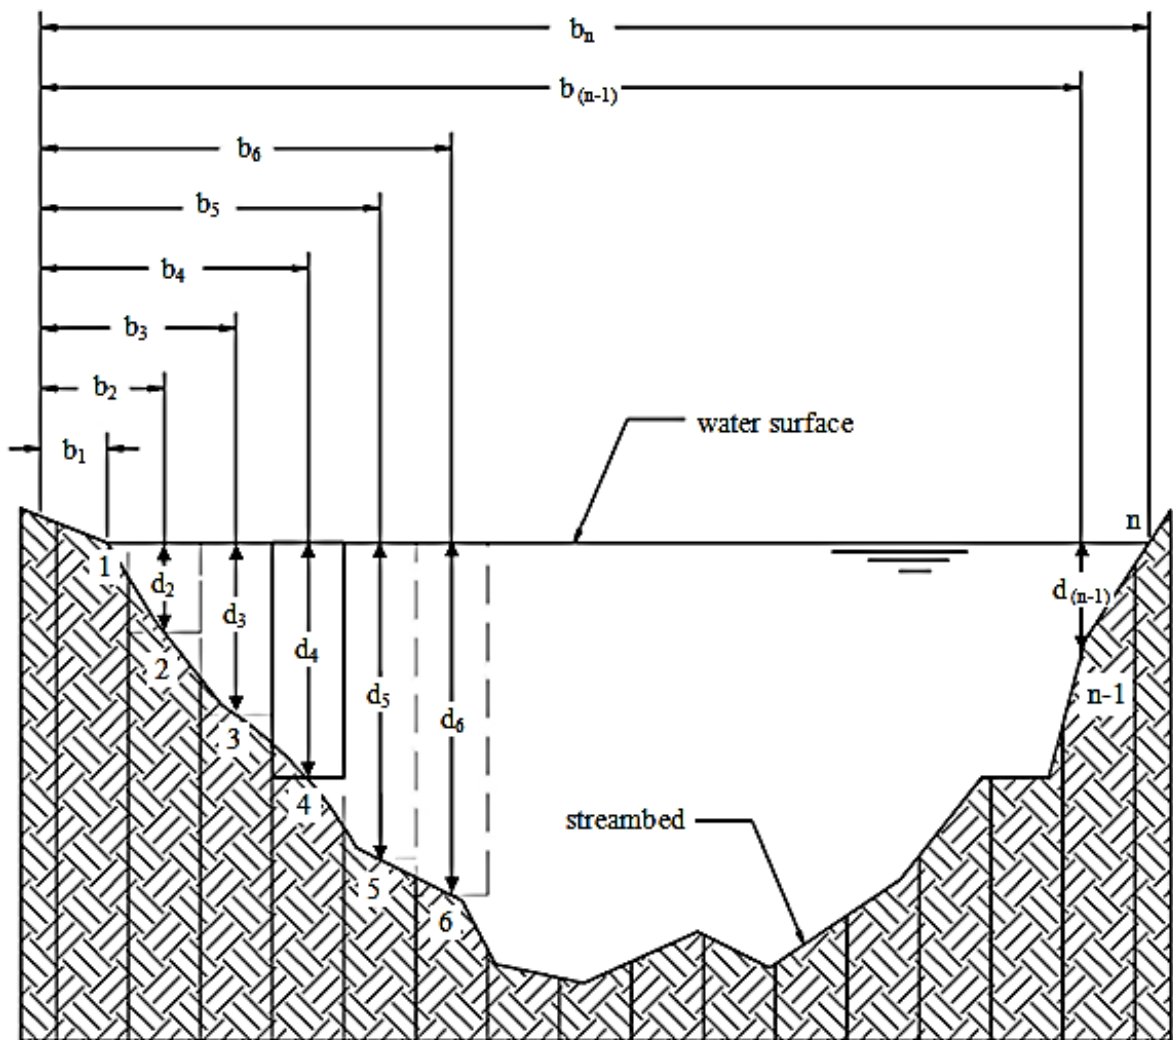 bₙ
b₍ₙ₋₁₎
b₆
b₅
b₄
b₃
b₂
b₁
water surface
n
1
d₂
d₃
d₄
d₅
d₆
d₍ₙ₋₁₎
2
3
4
5
6
n-1
streambed